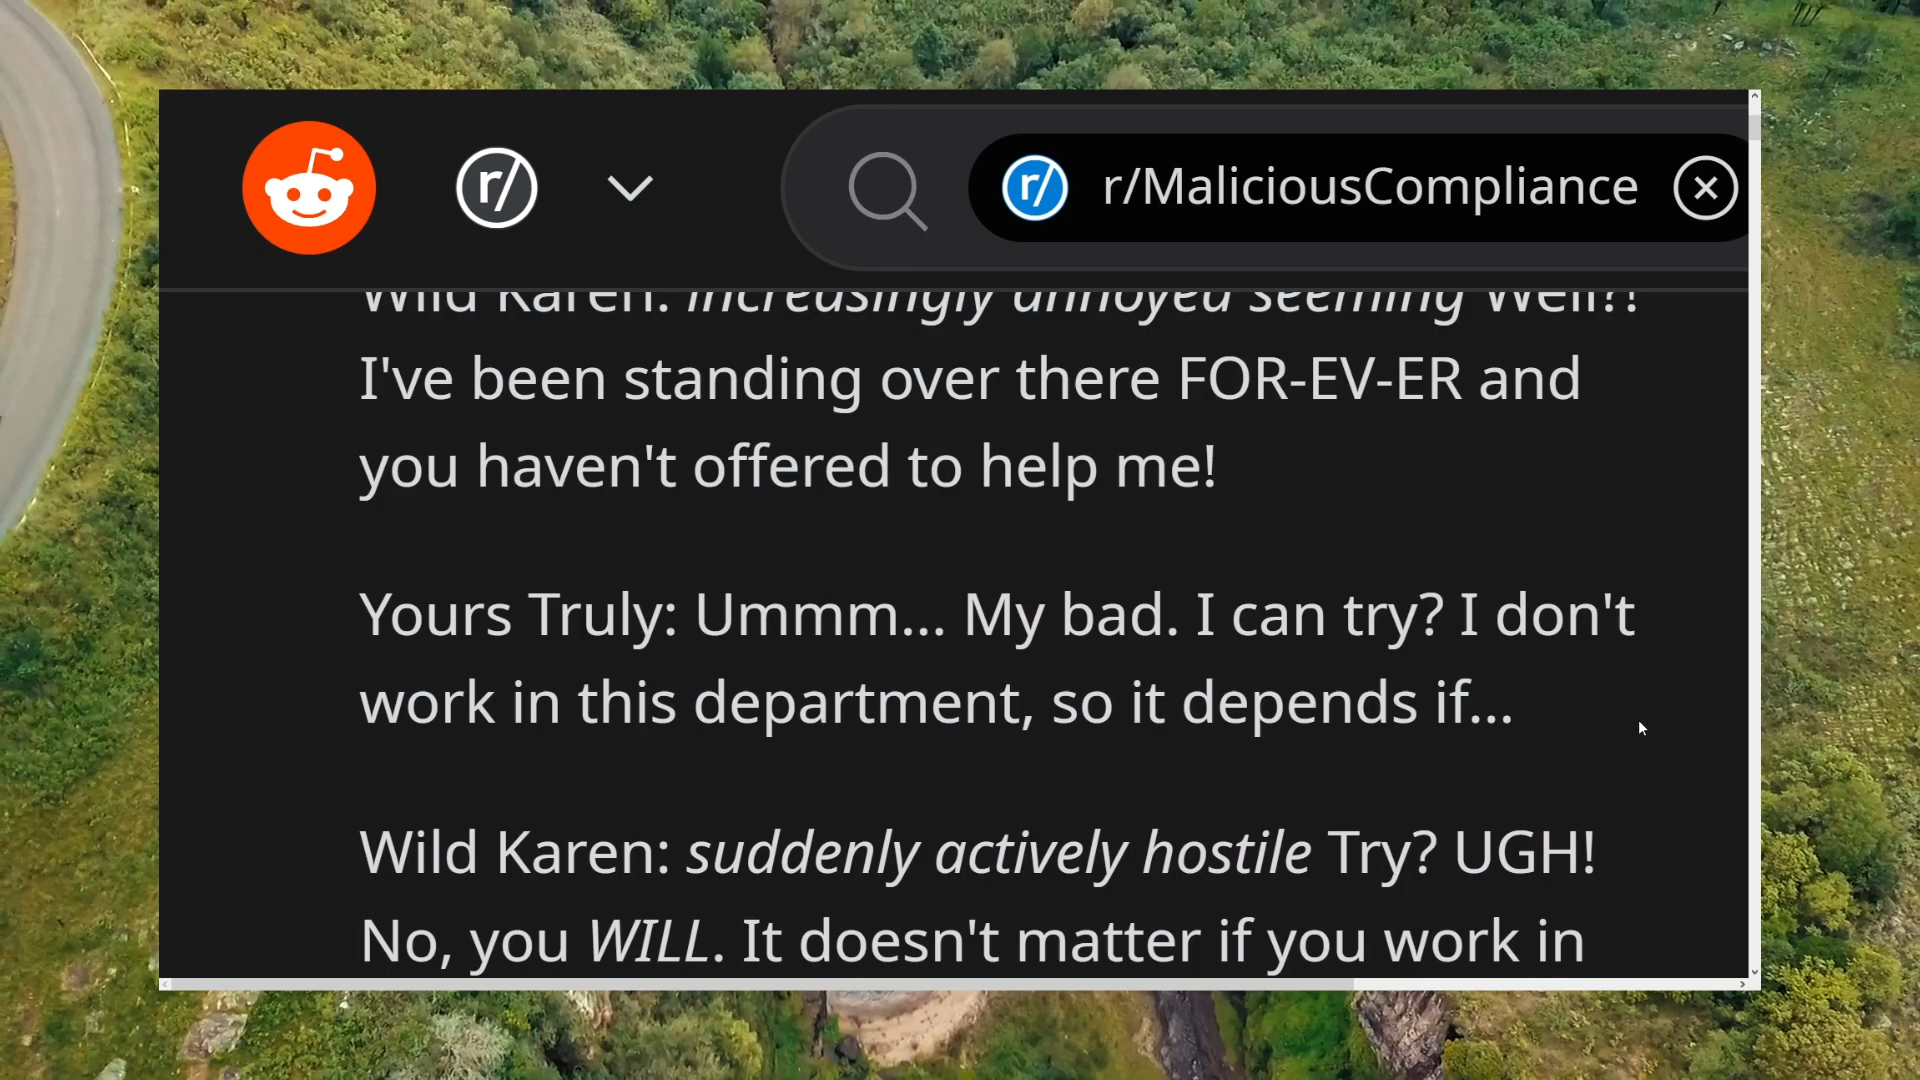 r/ r/ r/MaliciousCompliance
Wild Karen: increasingly annoyed seeming Well?!
I've been standing over there FOR-EV-ER and
you haven't offered to help me!
Yours Truly: Ummm... My bad. I can try? I don't
work in this department, so it depends if...
Wild Karen: suddenly actively hostile Try? UGH!
No, you WILL. It doesn't matter if you work in